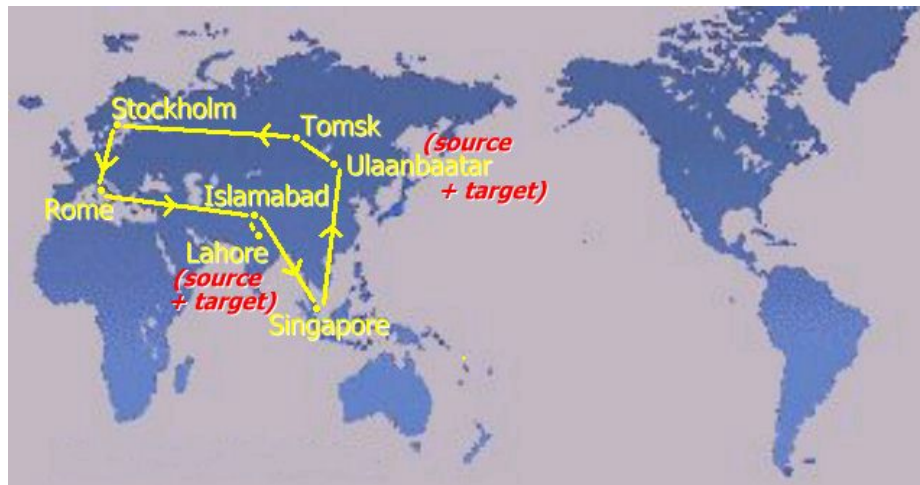 Stockholm
Tomsk
(source
+ target)
Ulaanbaatar
Islamabad
Rome
Lahore
(source
+ target)
Singapore